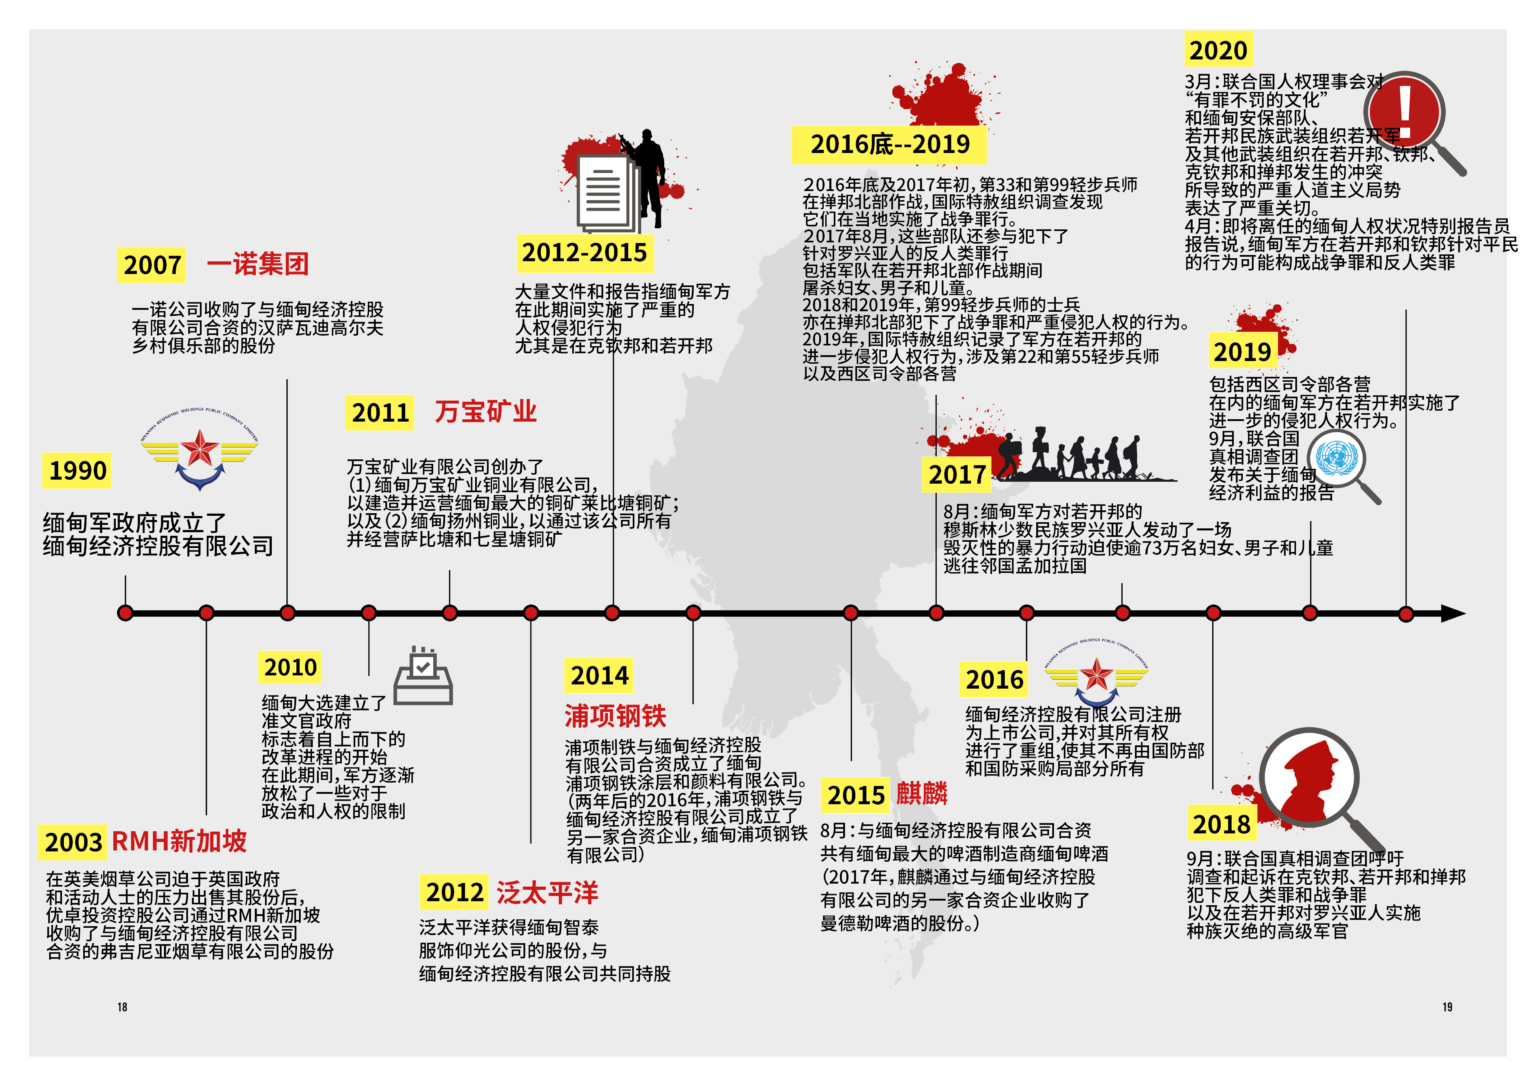 1990
缅甸军政府成立了
缅甸经济控股有限公司
2003 RMH新加坡
在英美烟草公司迫于英国政府
和活动人士的压力出售其股份后,
优卓投资控股公司通过RMH新加坡
收购了与缅甸经济控股有限公司
合资的弗吉尼亚烟草有限公司的股份
2007 一诺集团
一诺公司收购了与缅甸经济控股
有限公司合资的汉萨瓦迪高尔夫
乡村俱乐部的股份
2010
缅甸大选建立了
准文官政府
标志着自上而下的
改革进程的开始
在此期间,军方逐渐
放松了一些对于
政治和人权的限制
2011 万宝矿业
万宝矿业有限公司创办了
(1)缅甸万宝矿业铜业有限公司,
以建造并运营缅甸最大的铜矿莱比塘铜矿;
以及(2)缅甸扬州铜业,以通过该公司所有
并经营萨比塘和七星塘铜矿
2012 泛太平洋
泛太平洋获得缅甸智泰
服饰仰光公司的股份,与
缅甸经济控股有限公司共同持股
2012-2015
大量文件和报告指缅甸军方
在此期间实施了严重的
人权侵犯行为
尤其是在克钦邦和若开邦
2014
浦项钢铁
浦项制铁与缅甸经济控股
有限公司合资成立了缅甸
浦项钢铁涂层和颜料有限公司。
(两年后的2016年,浦项钢铁与
缅甸经济控股有限公司成立了
另一家合资企业,缅甸浦项钢铁
有限公司)
2015 麒麟
8月:与缅甸经济控股有限公司合资
共有缅甸最大的啤酒制造商缅甸啤酒
(2017年,麒麟通过与缅甸经济控股
有限公司的另一家合资企业收购了
曼德勒啤酒的股份。)
2016底--2019
2016年底及2017年初,第33和第99轻步兵师
在掸邦北部作战,国际特赦组织调查发现
它们在当地实施了战争罪行。
2017年8月,这些部队还参与犯下了
针对罗兴亚人的反人类罪行
包括军队在若开邦北部作战期间
屠杀妇女、男子和儿童。
2018和2019年,第99轻步兵师的士兵
亦在掸邦北部犯下了战争罪和严重侵犯人权的行为。
2019年,国际特赦组织记录了军方在若开邦的
进一步侵犯人权行为,涉及第22和第55轻步兵师
以及西区司令部各营
2016
缅甸经济控股有限公司注册
为上市公司,并对其所有权
进行了重组,使其不再由国防部
和国防采购局部分所有
2017
8月:缅甸军方对若开邦的
穆斯林少数民族罗兴亚人发动了一场
毁灭性的暴力行动迫使逾73万名妇女、男子和儿童
逃往邻国孟加拉国
2018
9月:联合国真相调查团呼吁
调查和起诉在克钦邦、若开邦和掸邦
犯下反人类罪和战争罪
以及在若开邦对罗兴亚人实施
种族灭绝的高级军官
2019
包括西区司令部各营
在内的缅甸军方在若开邦实施了
进一步的侵犯人权行为。
9月,联合国
真相调查团
发布关于缅甸
经济利益的报告
2020
3月:联合国人权理事会对
“有罪不罚的文化”
和缅甸安保部队、
若开邦民族武装组织若开军
及其他武装组织在若开邦、钦邦、
克钦邦和掸邦发生的冲突
所导致的严重人道主义局势
表达了严重关切。
4月:即将离任的缅甸人权状况特别报告员
报告说,缅甸军方在若开邦和钦邦针对平民
的行为可能构成战争罪和反人类罪
18
19